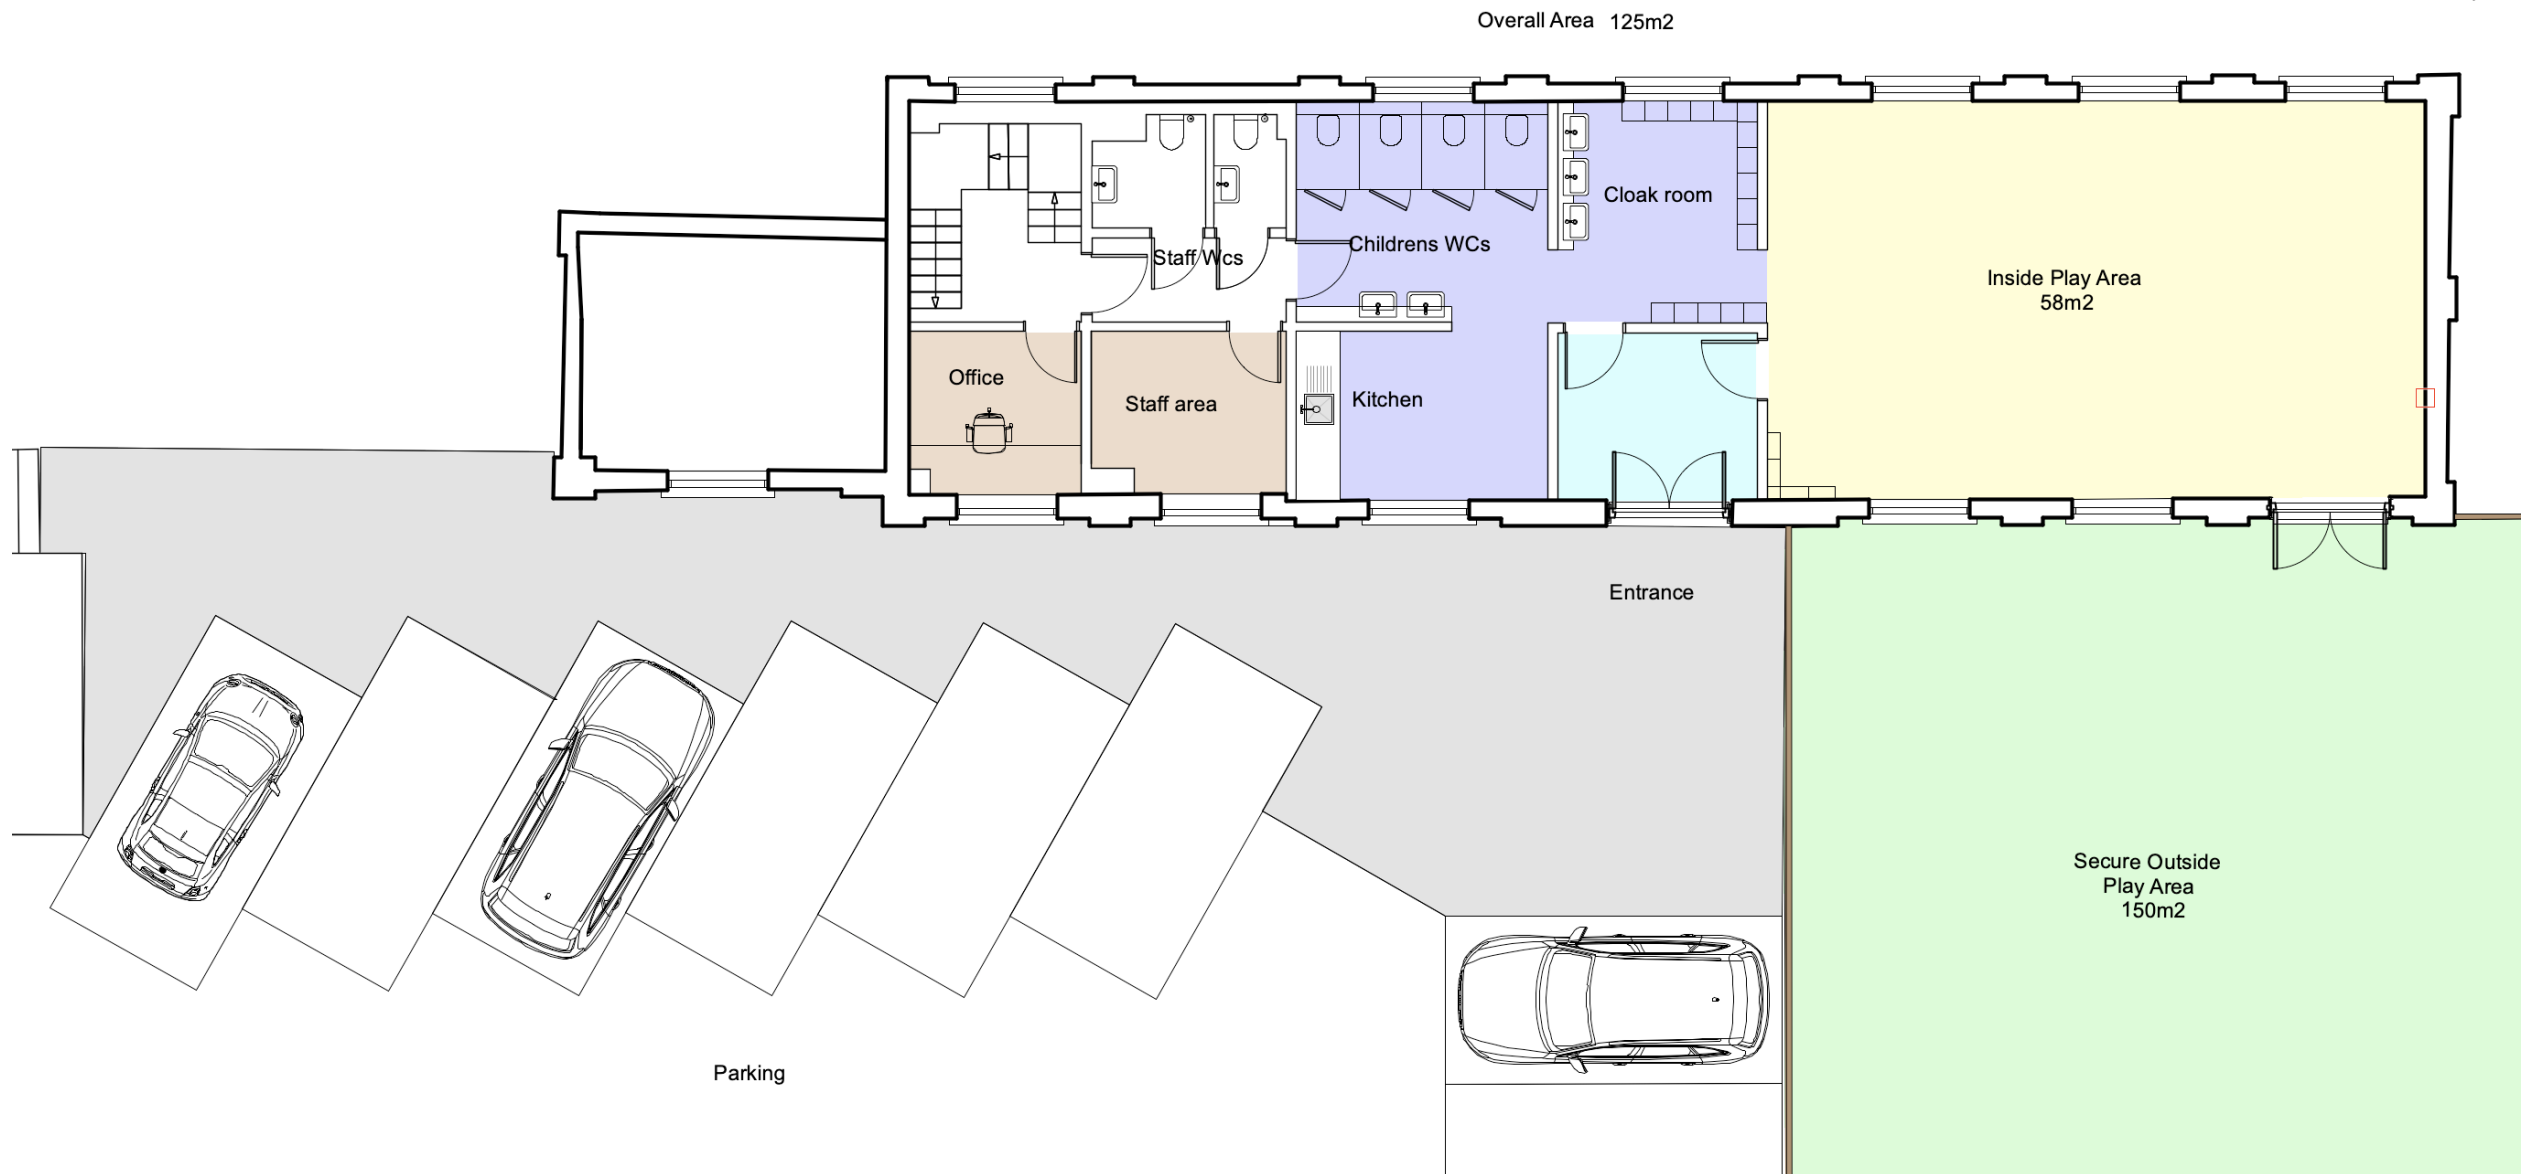 Overall Area 125m2
Cloak room
Childrens WCs
Staff Wcs
Inside Play Area
58m2
Office
Staff area
Kitchen
Entrance
Secure Outside
Play Area
150m2
Parking